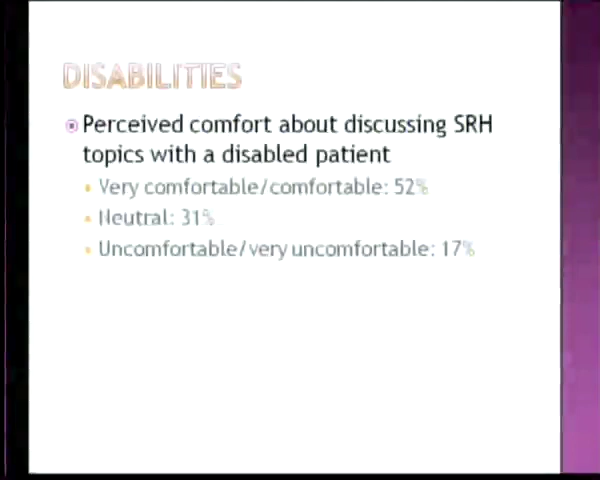 DISABILITIES
Perceived comfort about discussing SRH
topics with a disabled patient
Very comfortable/comfortable: 52%
Neutral: 31%
Uncomfortable/very uncomfortable: 17%